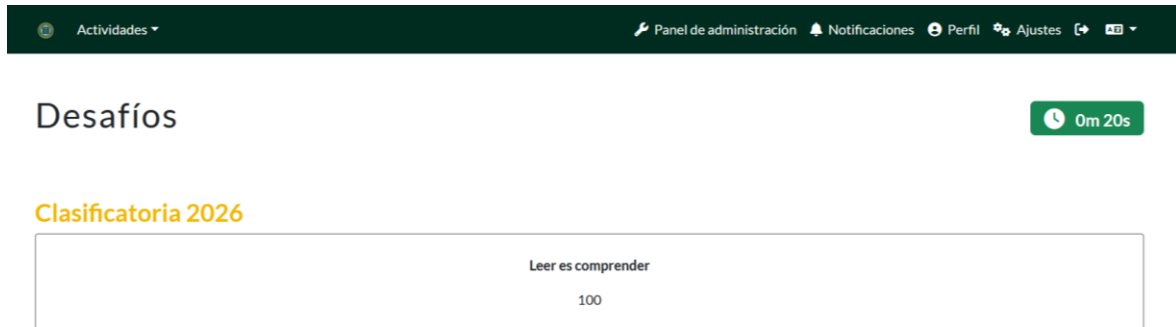 Actividades Panel de administración Notificaciones Perfil Ajustes
Desafíos
0m 20s
Clasificatoria 2026
Leer es comprender
100